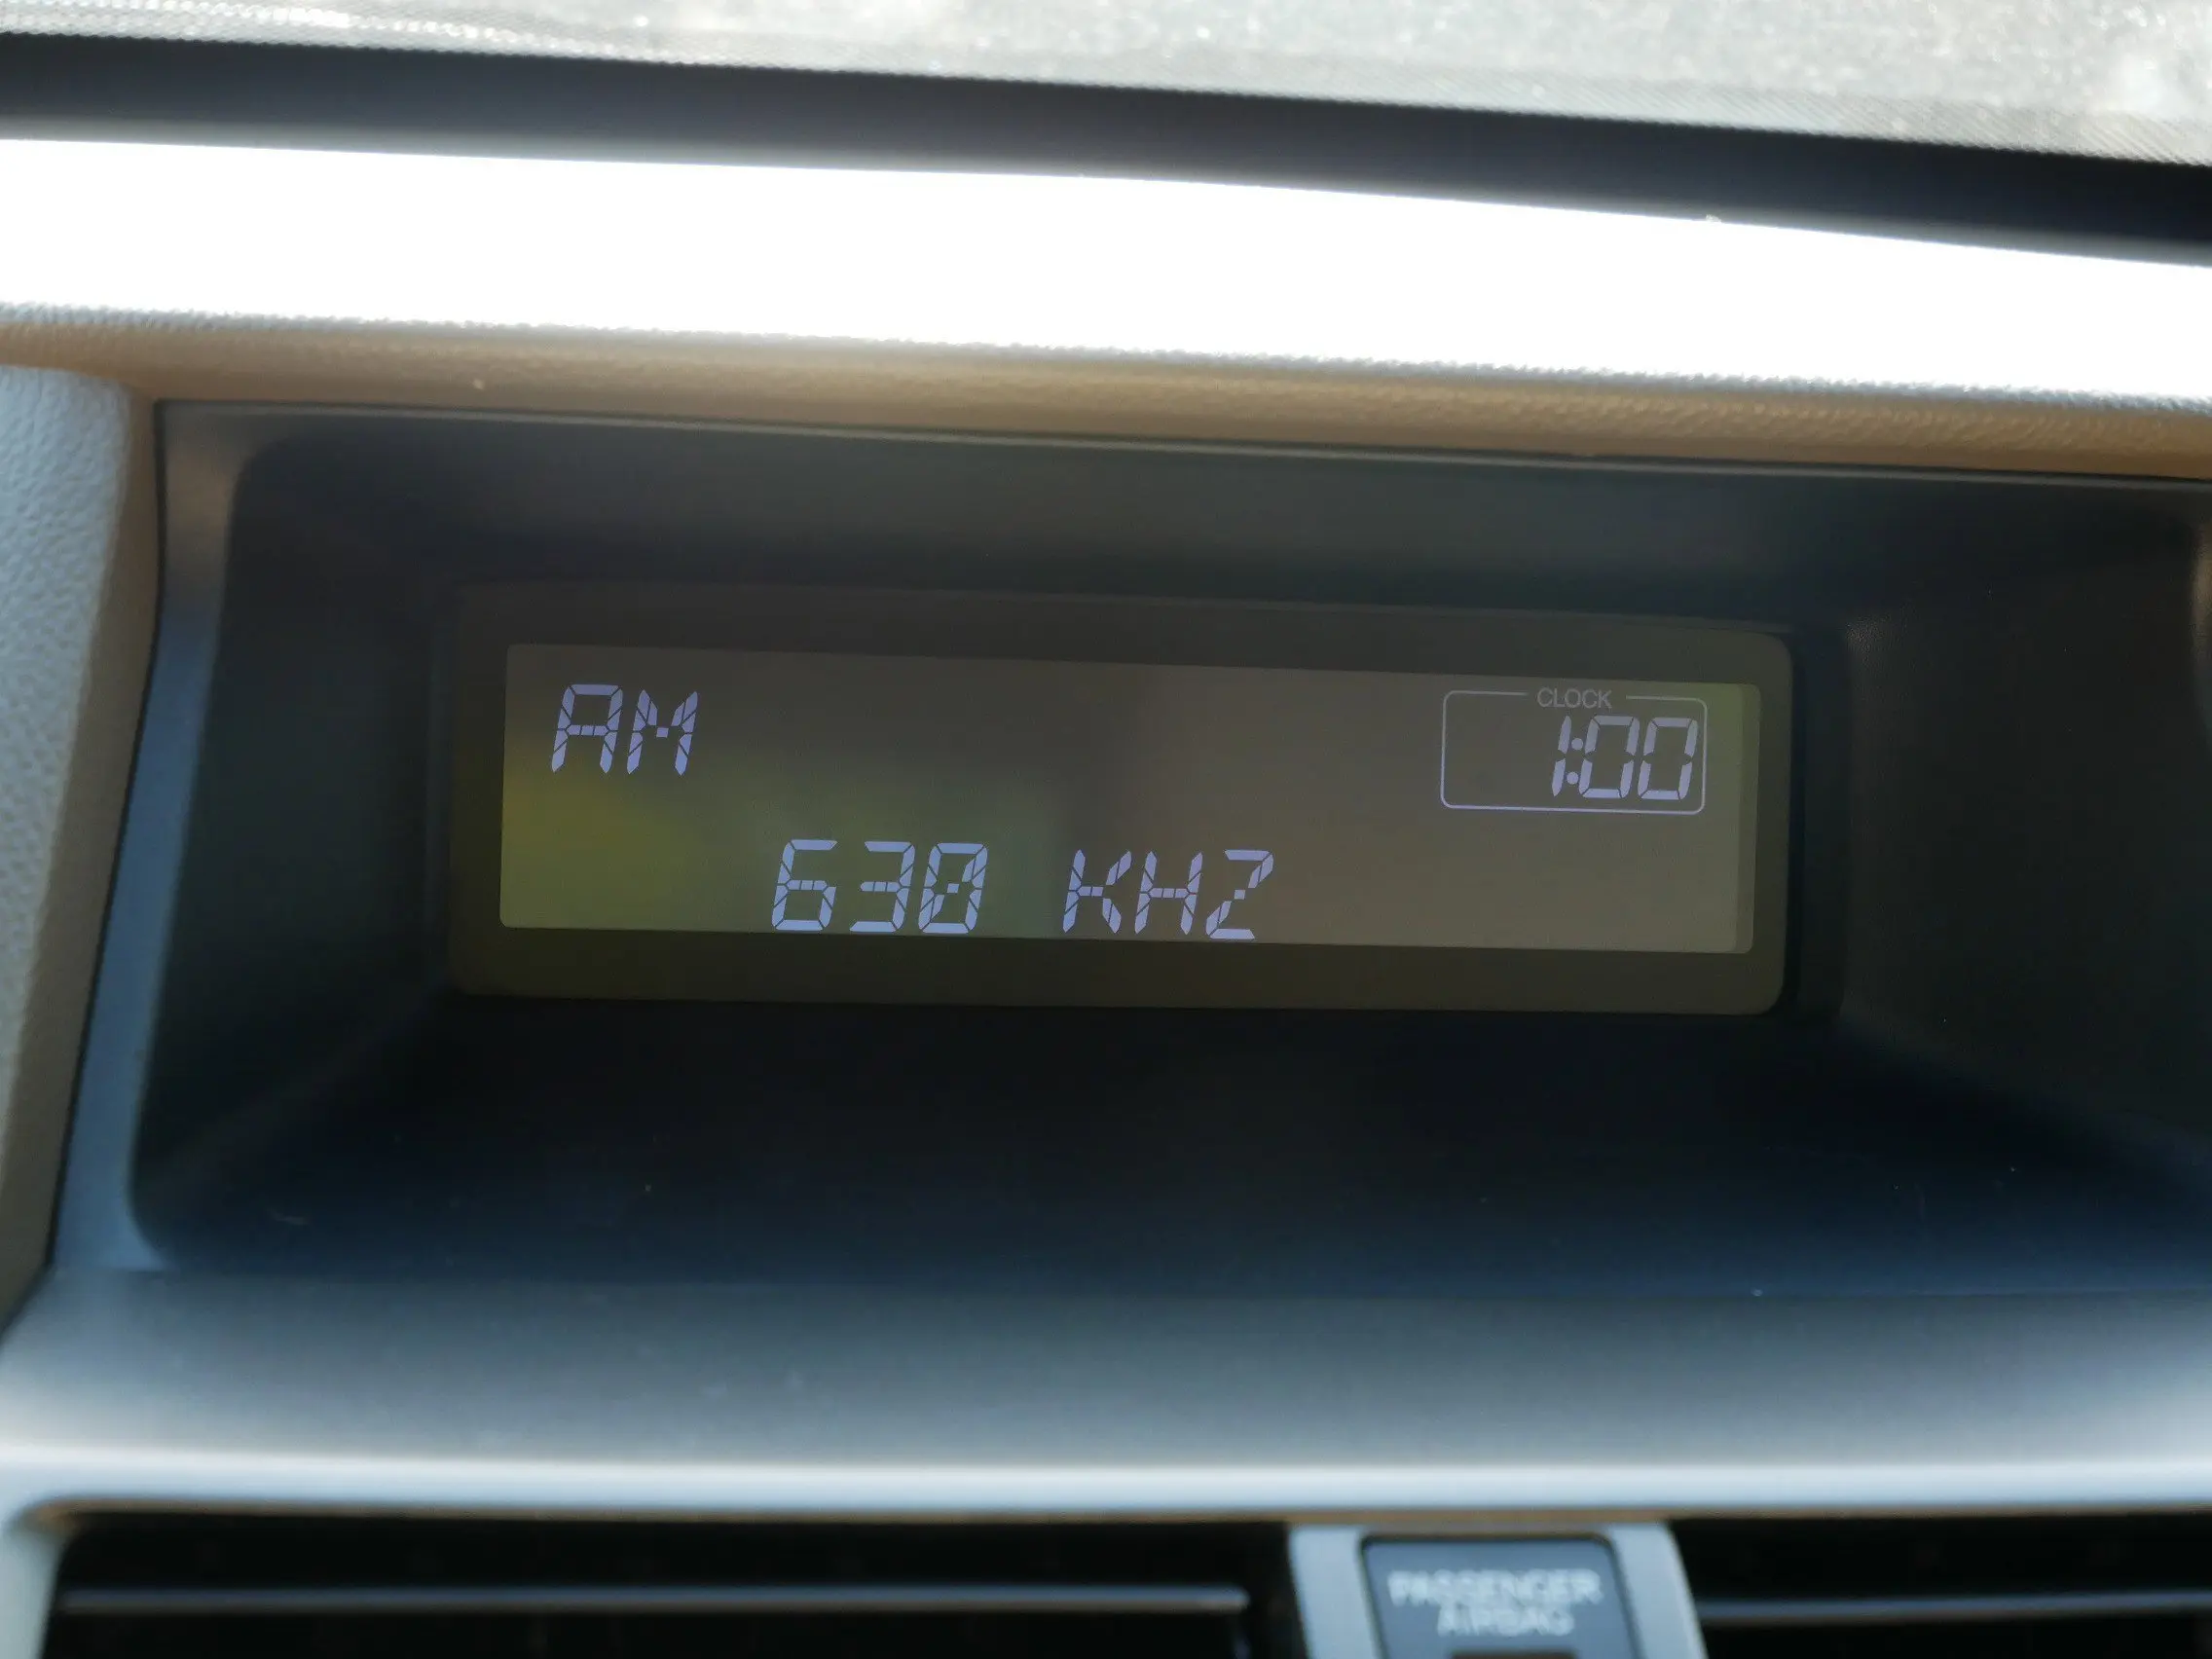 AM
CLOCK
1:00
630 KHZ
PASSENGER
AIRBAG